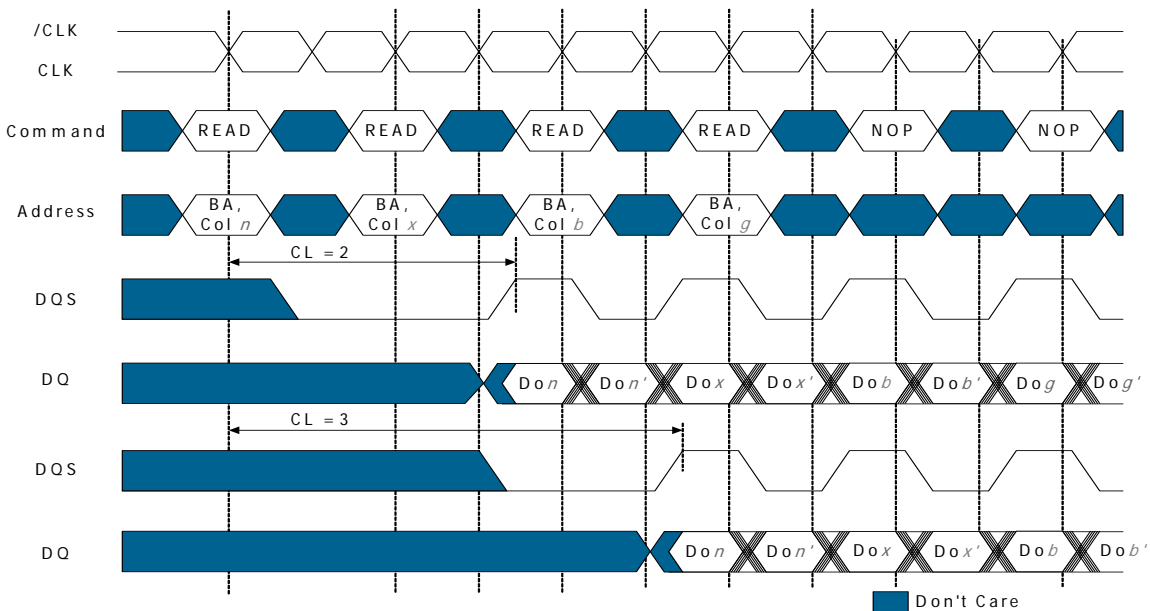 /CLK
CLK
Command READ READ READ READ NOP NOP
Address BA, Col n BA, Col x BA, Col b BA, Col g
CL = 2
DQS
DQ Do n Do n' Do x Do x' Do b Do b' Do g Do g'
CL = 3
DQS
DQ Do n Do n' Do x Do x' Do b Do b'
Don't Care